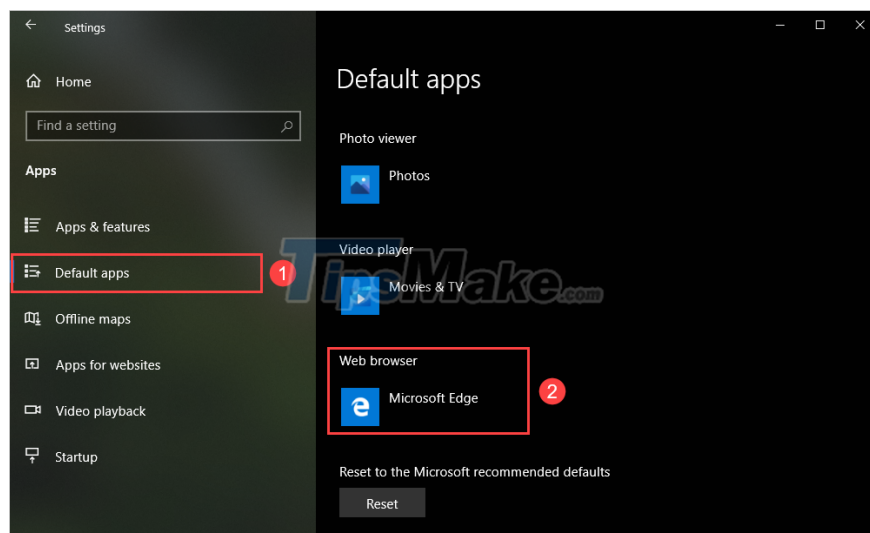 Settings
Home
Find a setting
Apps
Apps & features
Default apps
1
Offline maps
Apps for websites
Video playback
Startup
Default apps
Photo viewer
Photos
Video player
Movies & TV
TipsMake.com
Web browser
Microsoft Edge
2
Reset to the Microsoft recommended defaults
Reset